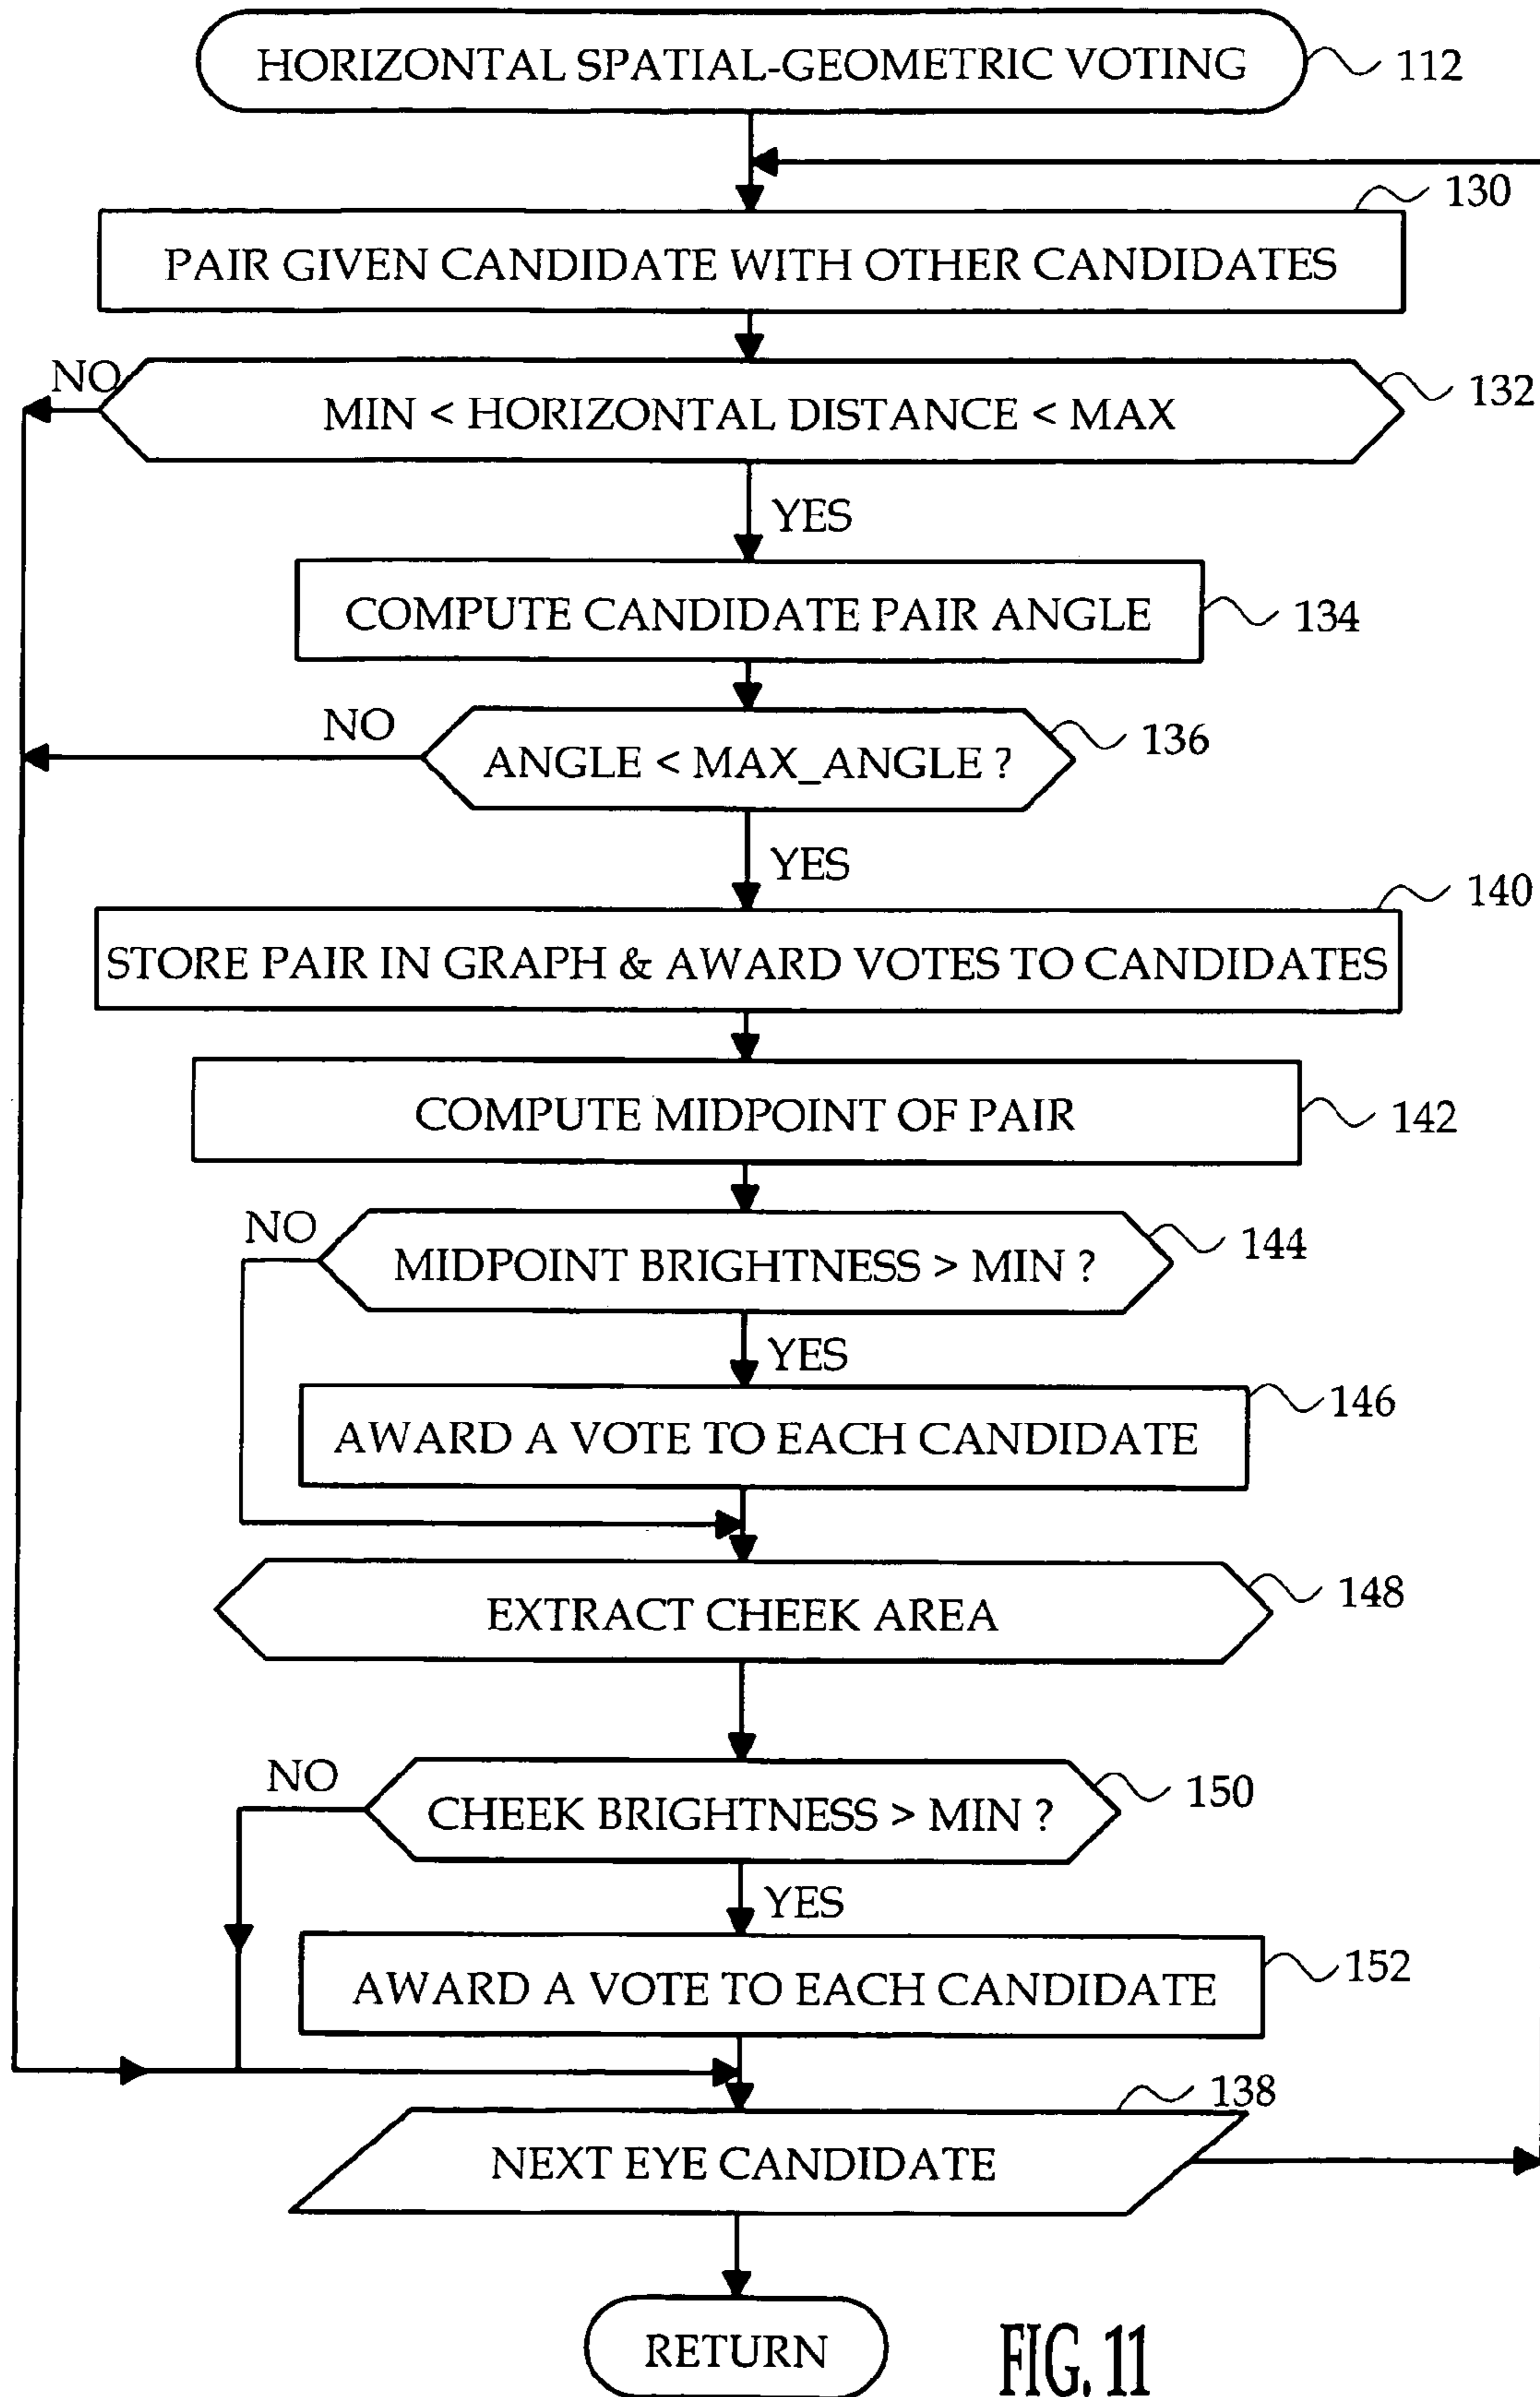 HORIZONTAL SPATIAL-GEOMETRIC VOTING
112
130
PAIR GIVEN CANDIDATE WITH OTHER CANDIDATES
NO
MIN < HORIZONTAL DISTANCE < MAX
132
YES
COMPUTE CANDIDATE PAIR ANGLE
134
NO
ANGLE < MAX_ANGLE ?
136
YES
140
STORE PAIR IN GRAPH & AWARD VOTES TO CANDIDATES
COMPUTE MIDPOINT OF PAIR
142
NO
MIDPOINT BRIGHTNESS > MIN ?
144
YES
AWARD A VOTE TO EACH CANDIDATE
146
EXTRACT CHEEK AREA
148
NO
CHEEK BRIGHTNESS > MIN ?
150
YES
AWARD A VOTE TO EACH CANDIDATE
152
138
NEXT EYE CANDIDATE
RETURN
FIG. 11